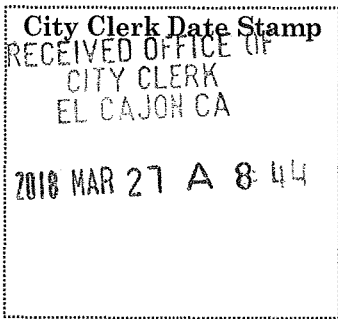 City Clerk Date Stamp
RECEIVED OFFICE OF
CITY CLERK
EL CAJON CA
2018 MAR 27 A 8:44